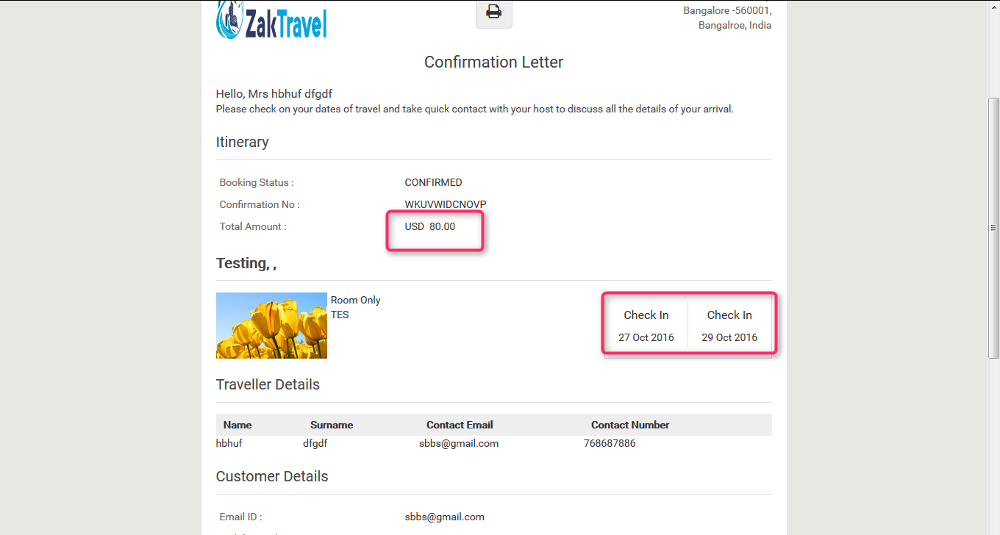 ZakTravel
Bangalore -560001,
Bangalroe, India
Confirmation Letter
Hello, Mrs hbhuf dfgdf
Please check on your dates of travel and take quick contact with your host to discuss all the details of your arrival.
Itinerary
Booking Status : CONFIRMED
Confirmation No : WKUVWIDCNOVP
Total Amount : USD 80.00
Testing, ,
Room Only
TES
Check In Check In
27 Oct 2016 29 Oct 2016
Traveller Details
Name Surname Contact Email Contact Number
hbhuf dfgdf sbbs@gmail.com 768687886
Customer Details
Email ID : sbbs@gmail.com